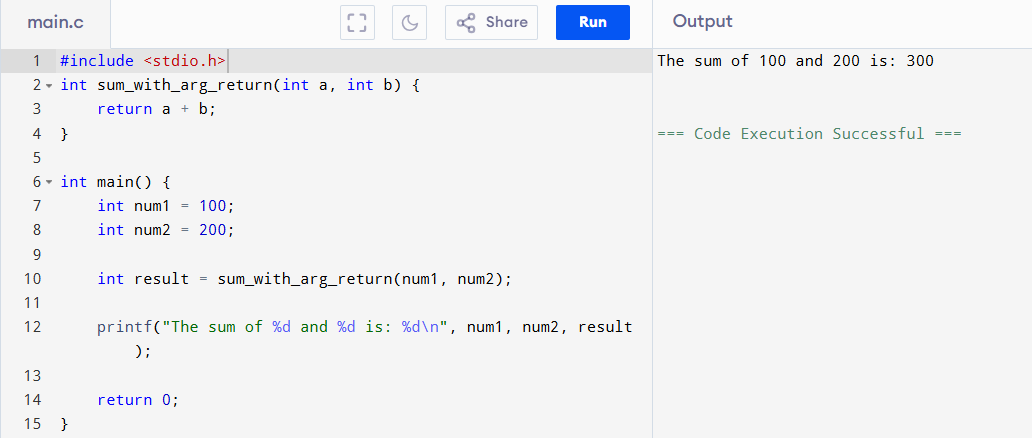 main.c
Share
Run
Output
1 #include <stdio.h>
2 int sum_with_arg_return(int a, int b) {
3     return a + b;
4 }
5
6 int main() {
7     int num1 = 100;
8     int num2 = 200;
9
10     int result = sum_with_arg_return(num1, num2);
11
12     printf("The sum of %d and %d is: %d\n", num1, num2, result
        );
13
14     return 0;
15 }
The sum of 100 and 200 is: 300
=== Code Execution Successful ===